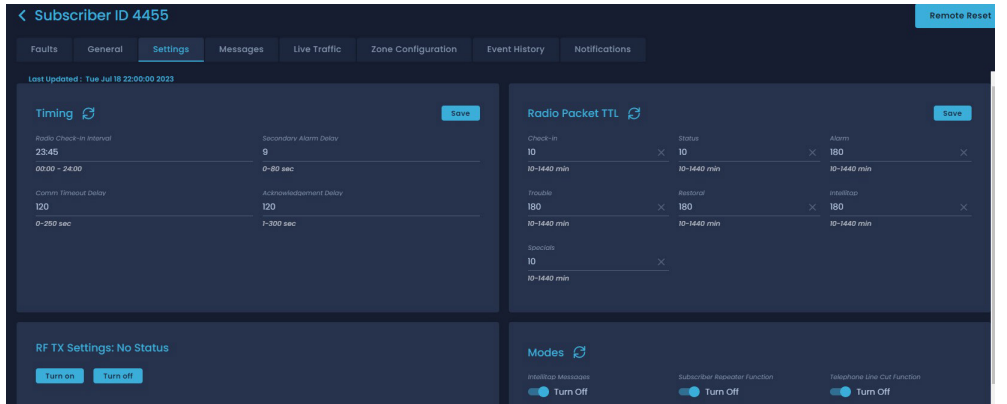 Subscriber ID 4455
Remote Reset
Faults General Settings Messages Live Traffic Zone Configuration Event History Notifications
Last Updated : Tue Jul 18 22:00:00 2023
Timing
Save
Radio Check-In Interval
23:45
00:00 - 24:00
Secondary Alarm Delay
9
0-80 sec
Comm Timeout Delay
120
0-250 sec
Acknowledgement Delay
120
1-300 sec
Radio Packet TTL
Save
Check-in
10
10-1440 min
Status
10
10-1440 min
Alarm
180
10-1440 min
Trouble
180
10-1440 min
Restoral
180
10-1440 min
Intellitap
180
10-1440 min
Specials
10
10-1440 min
RF TX Settings: No Status
Turn on Turn off
Modes
Intellitap Messages
Turn Off
Subscriber Repeater Function
Turn Off
Telephone Line Cut Function
Turn Off